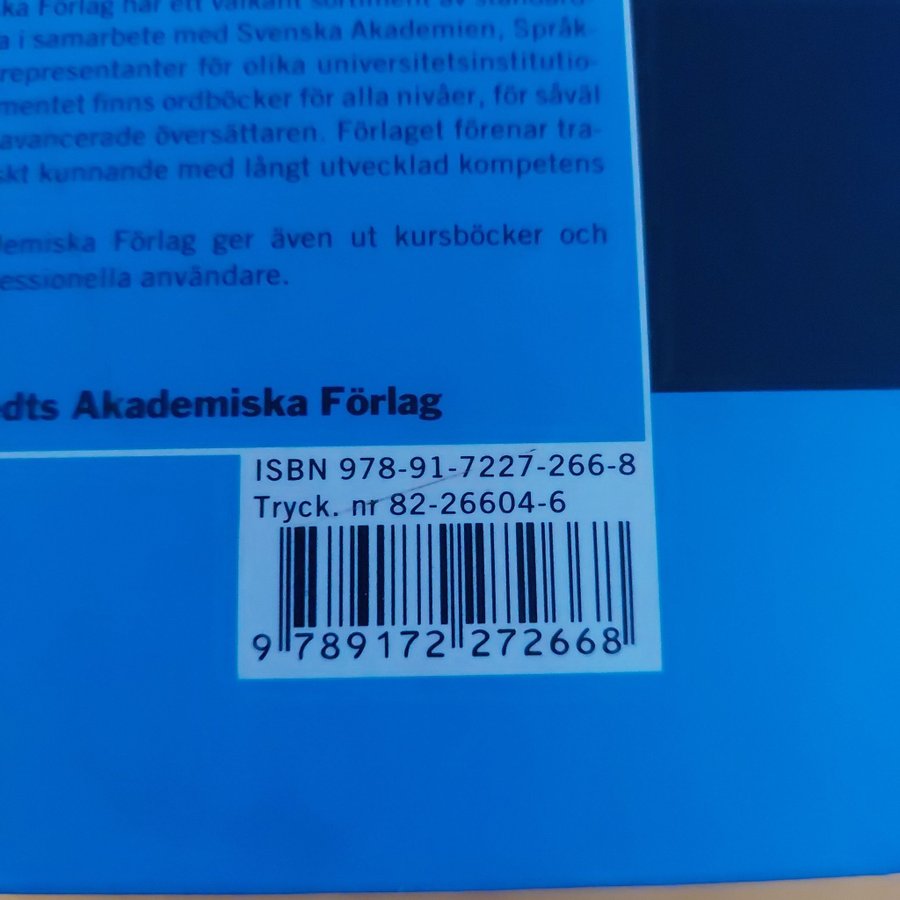 ka Förlag har ett välkänt sortiment av standard-
a i samarbete med Svenska Akademien, Språk-
representanter för olika universitetsinstitutio-
mentet finns ordböcker för alla nivåer, för såväl
avancerade översättaren. Förlaget förenar tra-
skt kunnande med långt utvecklad kompetens
demiska Förlag ger även ut kursböcker och
essionella användare.
edts Akademiska Förlag
ISBN 978-91-7227-266-8
Tryck. nr 82-26604-6
9 789172 272668